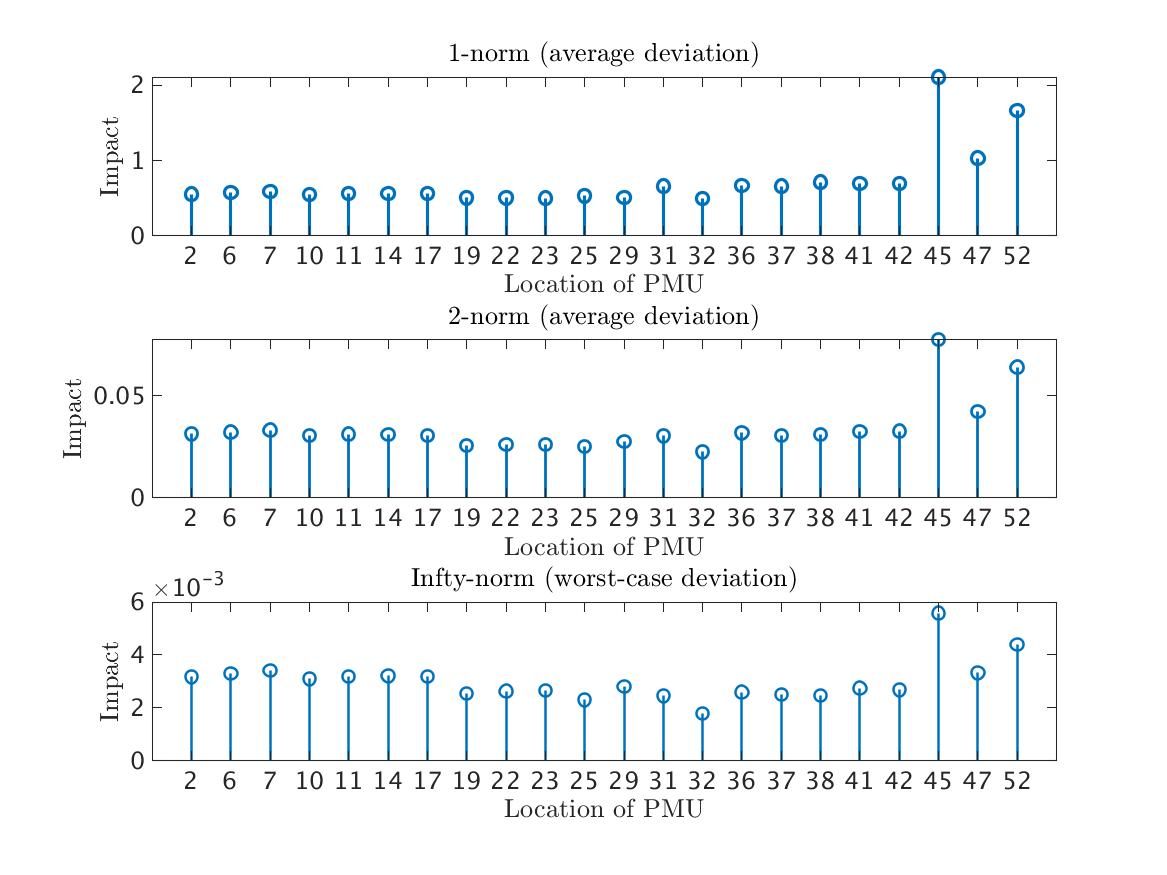 1-norm (average deviation)
2
1
0
Impact
2 6 7 10 11 14 17 19 22 23 25 29 31 32 36 37 38 41 42 45 47 52
Location of PMU
2-norm (average deviation)
0.05
0
Impact
2 6 7 10 11 14 17 19 22 23 25 29 31 32 36 37 38 41 42 45 47 52
Location of PMU
Infty-norm (worst-case deviation)
×10⁻³
6
4
2
0
Impact
2 6 7 10 11 14 17 19 22 23 25 29 31 32 36 37 38 41 42 45 47 52
Location of PMU